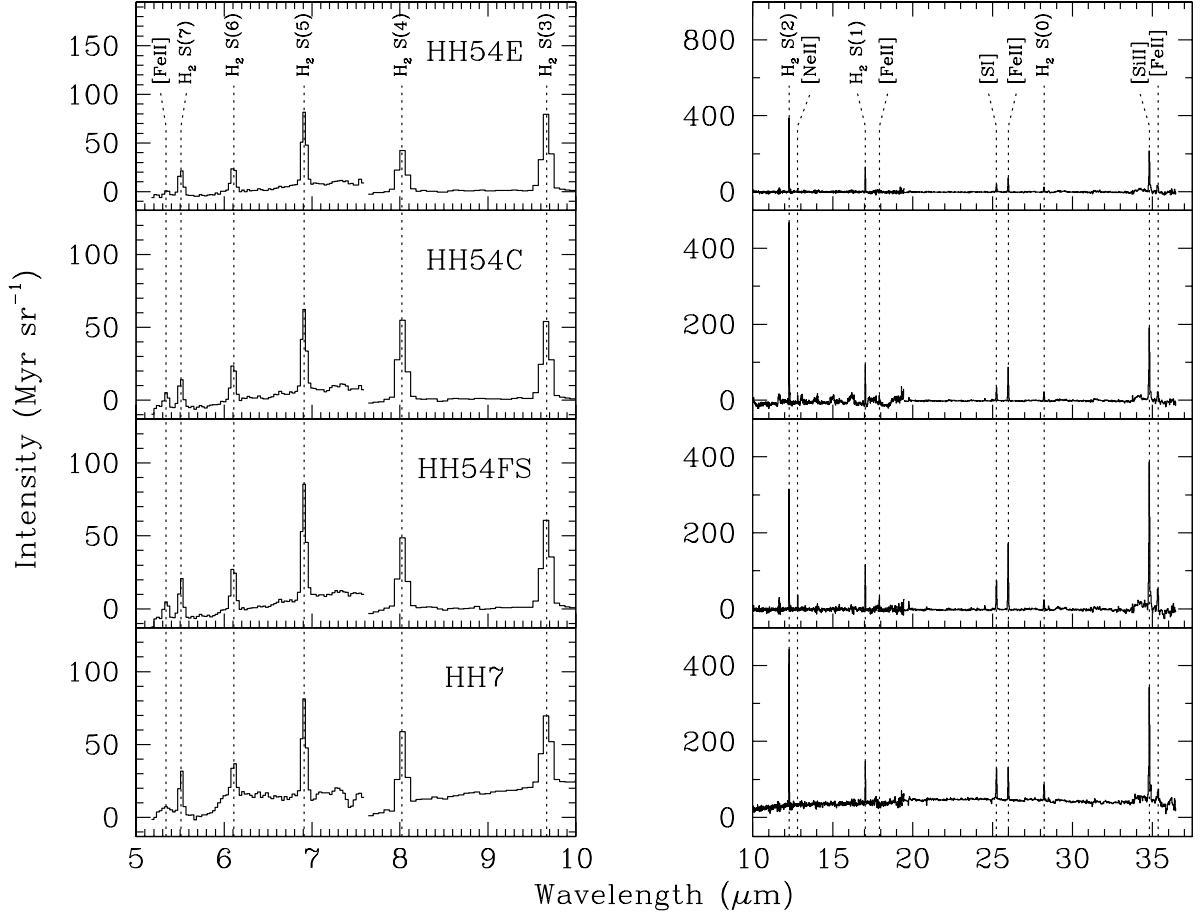 [FeII] H2 S(7) H2 S(6) H2 S(5) H2 S(4) H2 S(3)
HH54E
150
100
50
0
HH54C
100
50
0
HH54FS
100
50
0
HH7
100
50
0
5 6 7 8 9 10
H2 S(2) [NeII] H2 S(1) [FeII] [SI] [FeII] H2 S(0) [SiII] [FeII]
800
400
0
400
200
0
400
200
0
400
200
0
10 15 20 25 30 35
Intensity (Myr sr−1)
Wavelength (μm)